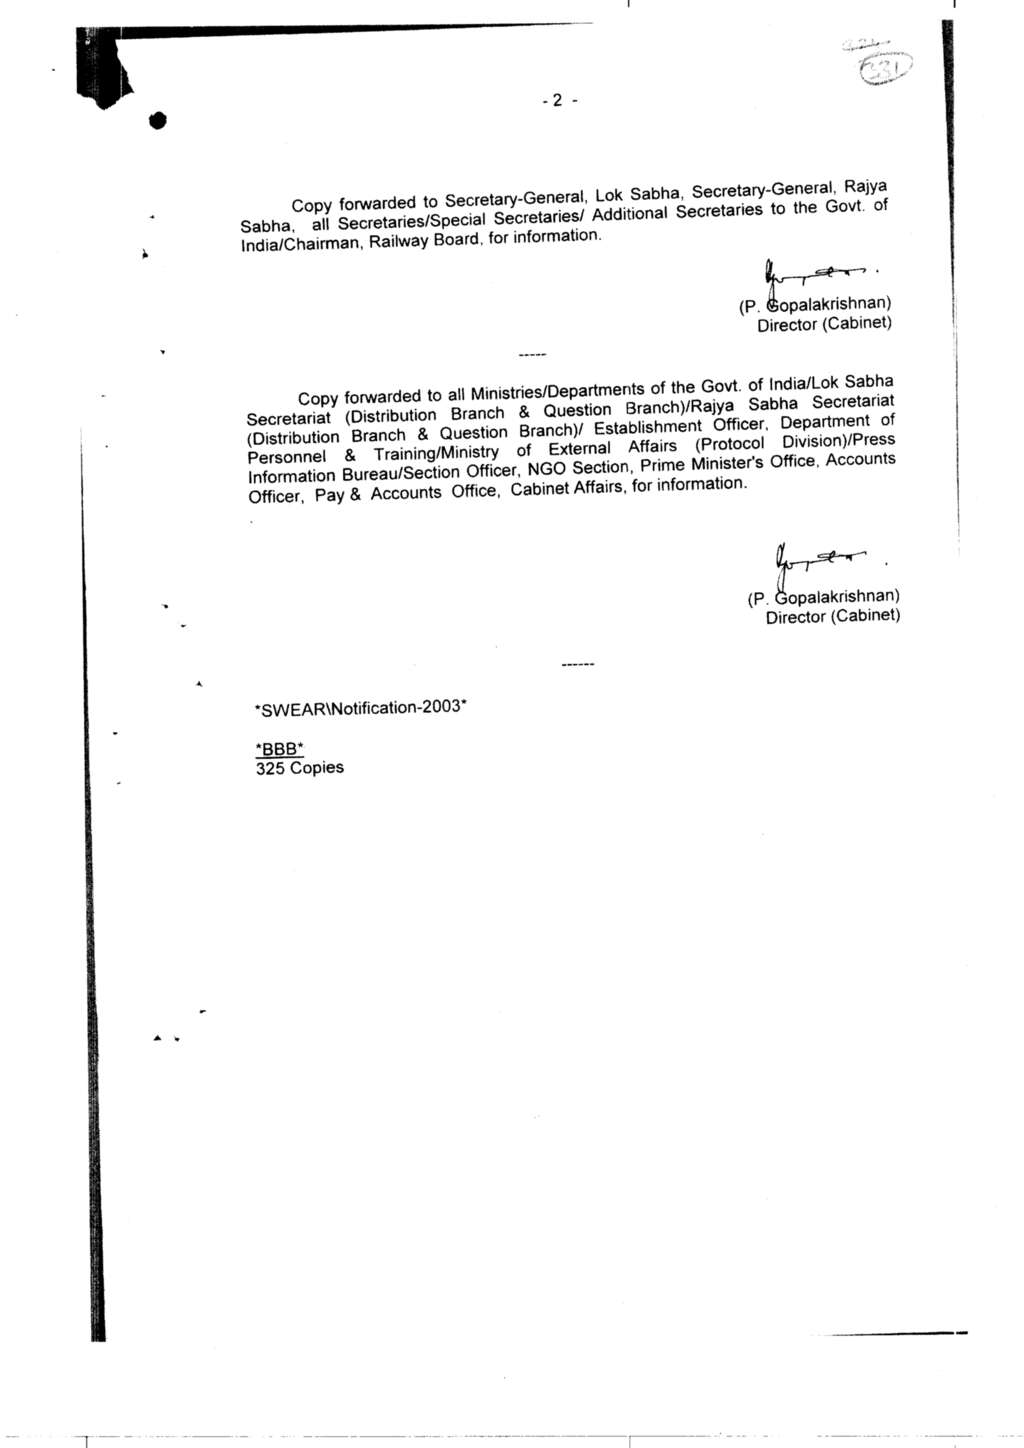 331
- 2 -
Copy forwarded to Secretary-General, Lok Sabha, Secretary-General, Rajya
Sabha, all Secretaries/Special Secretaries/ Additional Secretaries to the Govt. of
India/Chairman, Railway Board, for information.
(P. Gopalakrishnan)
Director (Cabinet)
-----
Copy forwarded to all Ministries/Departments of the Govt. of India/Lok Sabha
Secretariat (Distribution Branch & Question Branch)/Rajya Sabha Secretariat
(Distribution Branch & Question Branch)/ Establishment Officer, Department of
Personnel & Training/Ministry of External Affairs (Protocol Division)/Press
Information Bureau/Section Officer, NGO Section, Prime Minister's Office, Accounts
Officer, Pay & Accounts Office, Cabinet Affairs, for information.
(P. Gopalakrishnan)
Director (Cabinet)
------
*SWEAR\Notification-2003*
*BBB*
325 Copies